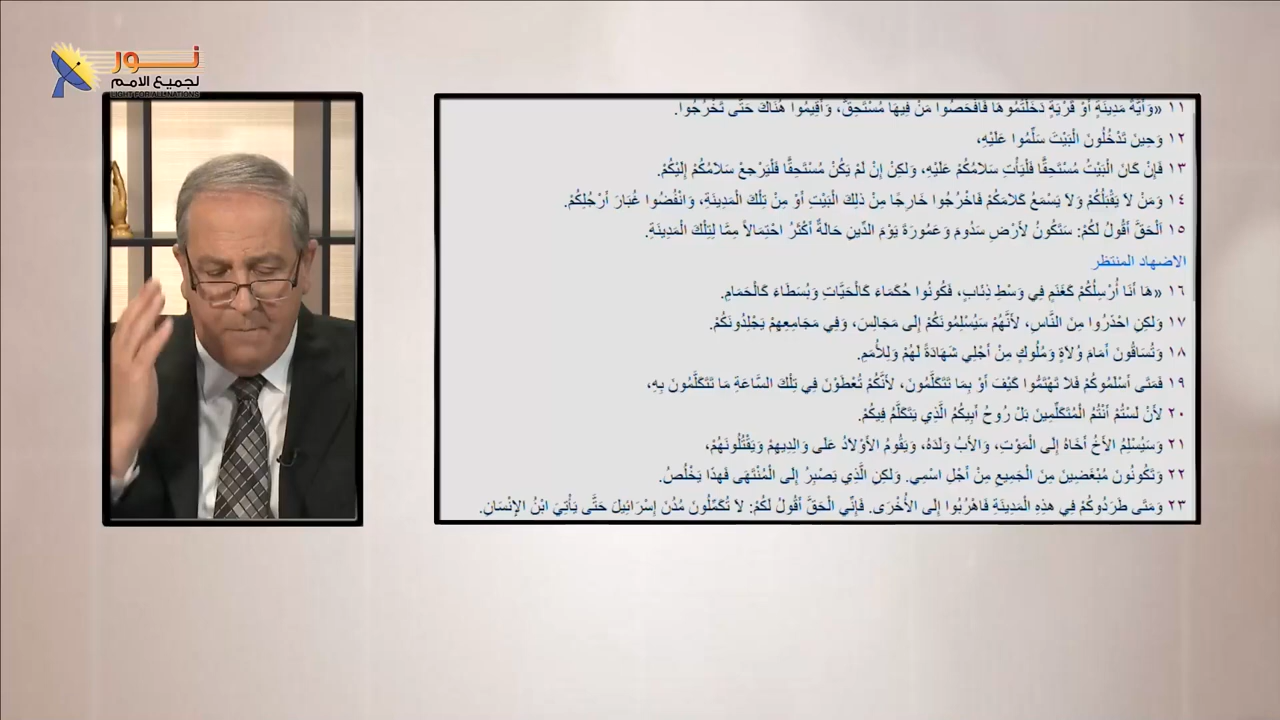 نور
لجميع الامم
LIGHT FOR ALL NATIONS
١١ «وَأَيَّةُ مَدِينَةٍ أَوْ قَرْيَةٍ دَخَلْتُمُوهَا فَافْحَصُوا مَنْ فِيهَا مُسْتَحِقٌّ، وَأَقِيمُوا هُنَاكَ حَتَّى تَخْرُجُوا.
١٢ وَحِينَ تَدْخُلُونَ الْبَيْتَ سَلِّمُوا عَلَيْهِ،
١٣ فَإِنْ كَانَ الْبَيْتُ مُسْتَحِقًّا فَلْيَأْتِ سَلاَمُكُمْ عَلَيْهِ، وَلكِنْ إِنْ لَمْ يَكُنْ مُسْتَحِقًّا فَلْيَرْجعْ سَلاَمُكُمْ إِلَيْكُمْ.
١٤ وَمَنْ لاَ يَقْبَلُكُمْ وَلاَ يَسْمَعُ كَلاَمَكُمْ فَاخْرُجُوا خَارِجًا مِنْ ذلِكَ الْبَيْتِ أَوْ مِنْ تِلْكَ الْمَدِينَةِ، وَانْفُضُوا غُبَارَ أَرْجُلِكُمْ.
١٥ اَلْحَقَّ أَقُولُ لَكُمْ: سَتَكُونُ لأَرْضِ سَدُومَ وَعَمُورَةَ يَوْمَ الدِّينِ حَالَةٌ أَكْثَرُ احْتِمَالاً مِمَّا لِتِلْكَ الْمَدِينَةِ.
الاضهاد المنتظر
١٦ «هَا أَنَا أُرْسِلُكُمْ كَغَنَمٍ فِي وَسْطِ ذِئَابٍ، فَكُونُوا حُكَمَاءَ كَالْحَيَّاتِ وَبُسَطَاءَ كَالْحَمَامِ.
١٧ وَلكِنِ احْذَرُوا مِنَ النَّاسِ، لأَنَّهُمْ سَيُسْلِمُونَكُمْ إِلَى مَجَالِسَ، وَفِي مَجَامِعِهِمْ يَجْلِدُونَكُمْ.
١٨ وَتُسَاقُونَ أَمَامَ وُلاَةٍ وَمُلُوكٍ مِنْ أَجْلِي شَهَادَةً لَهُمْ وَلِلأُمَمِ.
١٩ فَمَتَى أَسْلَمُوكُمْ فَلاَ تَهْتَمُّوا كَيْفَ أَوْ بِمَا تَتَكَلَّمُونَ، لأَنَّكُمْ تُعْطَوْنَ فِي تِلْكَ السَّاعَةِ مَا تَتَكَلَّمُونَ بِهِ،
٢٠ لأَنْ لَسْتُمْ أَنْتُمُ الْمُتَكَلِّمِينَ بَلْ رُوحُ أَبِيكُمُ الَّذِي يَتَكَلَّمُ فِيكُمْ.
٢١ وَسَيُسْلِمُ الأَخُ أَخَاهُ إِلَى الْمَوْتِ، وَالأَبُ وَلَدَهُ، وَيَقُومُ الأَوْلاَدُ عَلَى وَالِدِيهِمْ وَيَقْتُلُونَهُمْ،
٢٢ وَتَكُونُونَ مُبْغَضِينَ مِنَ الْجَمِيعِ مِنْ أَجْلِ اسْمِي. وَلكِنِ الَّذِي يَصْبِرُ إِلَى الْمُنْتَهَى فَهذَا يَخْلُصُ.
٢٣ وَمَتَى طَرَدُوكُمْ فِي هذِهِ الْمَدِينَةِ فَاهْرُبُوا إِلَى الأُخْرَى. فَإِنِّي الْحَقَّ أَقُولُ لَكُمْ: لاَ تُكَمِّلُونَ مُدُنَ إِسْرَائِيلَ حَتَّى يَأْتِيَ ابْنُ الإِنْسَانِ.